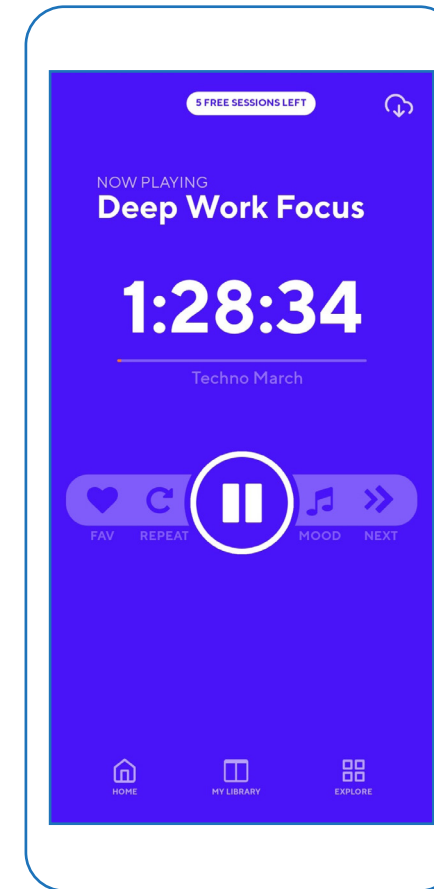 5 FREE SESSIONS LEFT
NOW PLAYING
Deep Work Focus
1:28:34
Techno March
FAV REPEAT MOOD NEXT
HOME MY LIBRARY EXPLORE